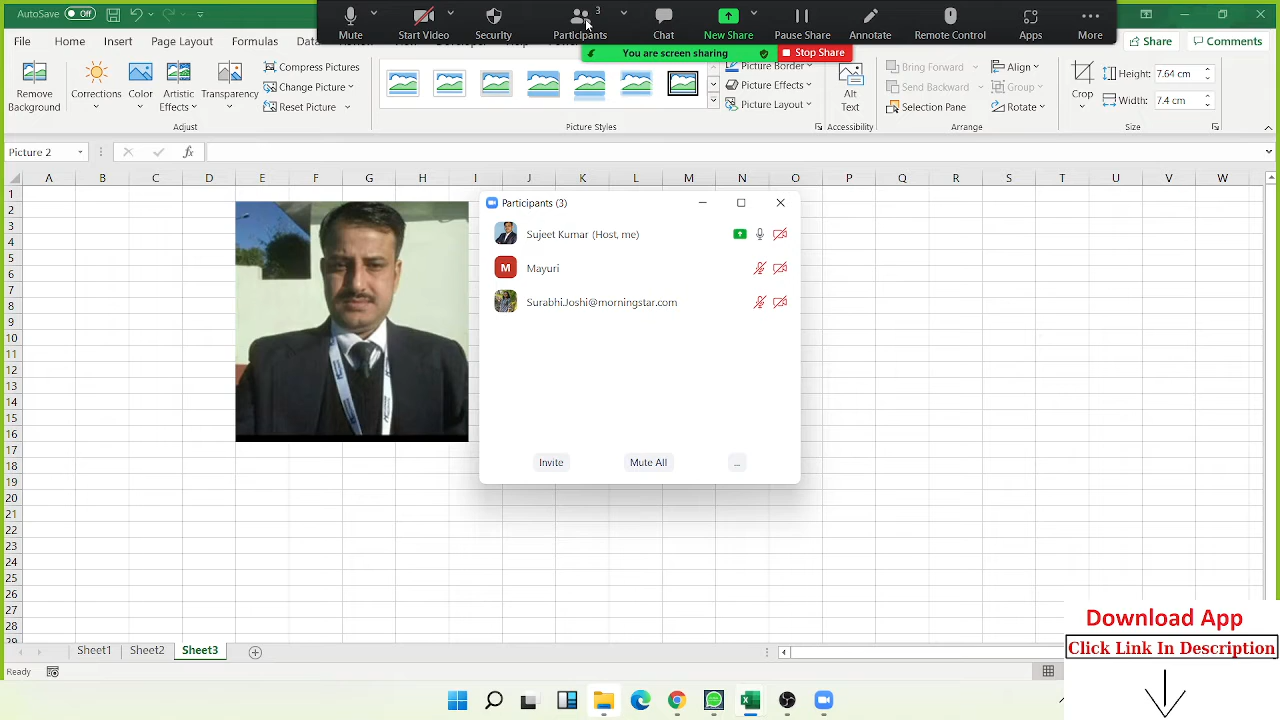 AutoSave Off
Mute
Start Video
Security
3
Participants
Chat
New Share
Pause Share
Annotate
Remote Control
Apps
More
You are screen sharing
Stop Share
File
Home
Insert
Page Layout
Formulas
Share
Comments
Remove
Background
Corrections
Color
Artistic
Effects
Transparency
Compress Pictures
Change Picture
Reset Picture
Adjust
Picture Styles
Picture Border
Picture Effects
Picture Layout
Alt
Text
Accessibility
Bring Forward
Send Backward
Selection Pane
Align
Group
Rotate
Arrange
Crop
Height: 7.64 cm
Width: 7.4 cm
Size
Picture 2
fx
A B C D E F G H I J K L M N O P Q R S T U V W
1
2
3
4
5
6
7
8
9
10
11
12
13
14
15
16
17
18
19
20
21
22
23
24
25
26
27
28
29
Participants (3)
Sujeet Kumar (Host, me)
M Mayuri
Surabhi.Joshi@morningstar.com
Invite
Mute All
...
Sheet1
Sheet2
Sheet3
Ready
Download App
Click Link In Description